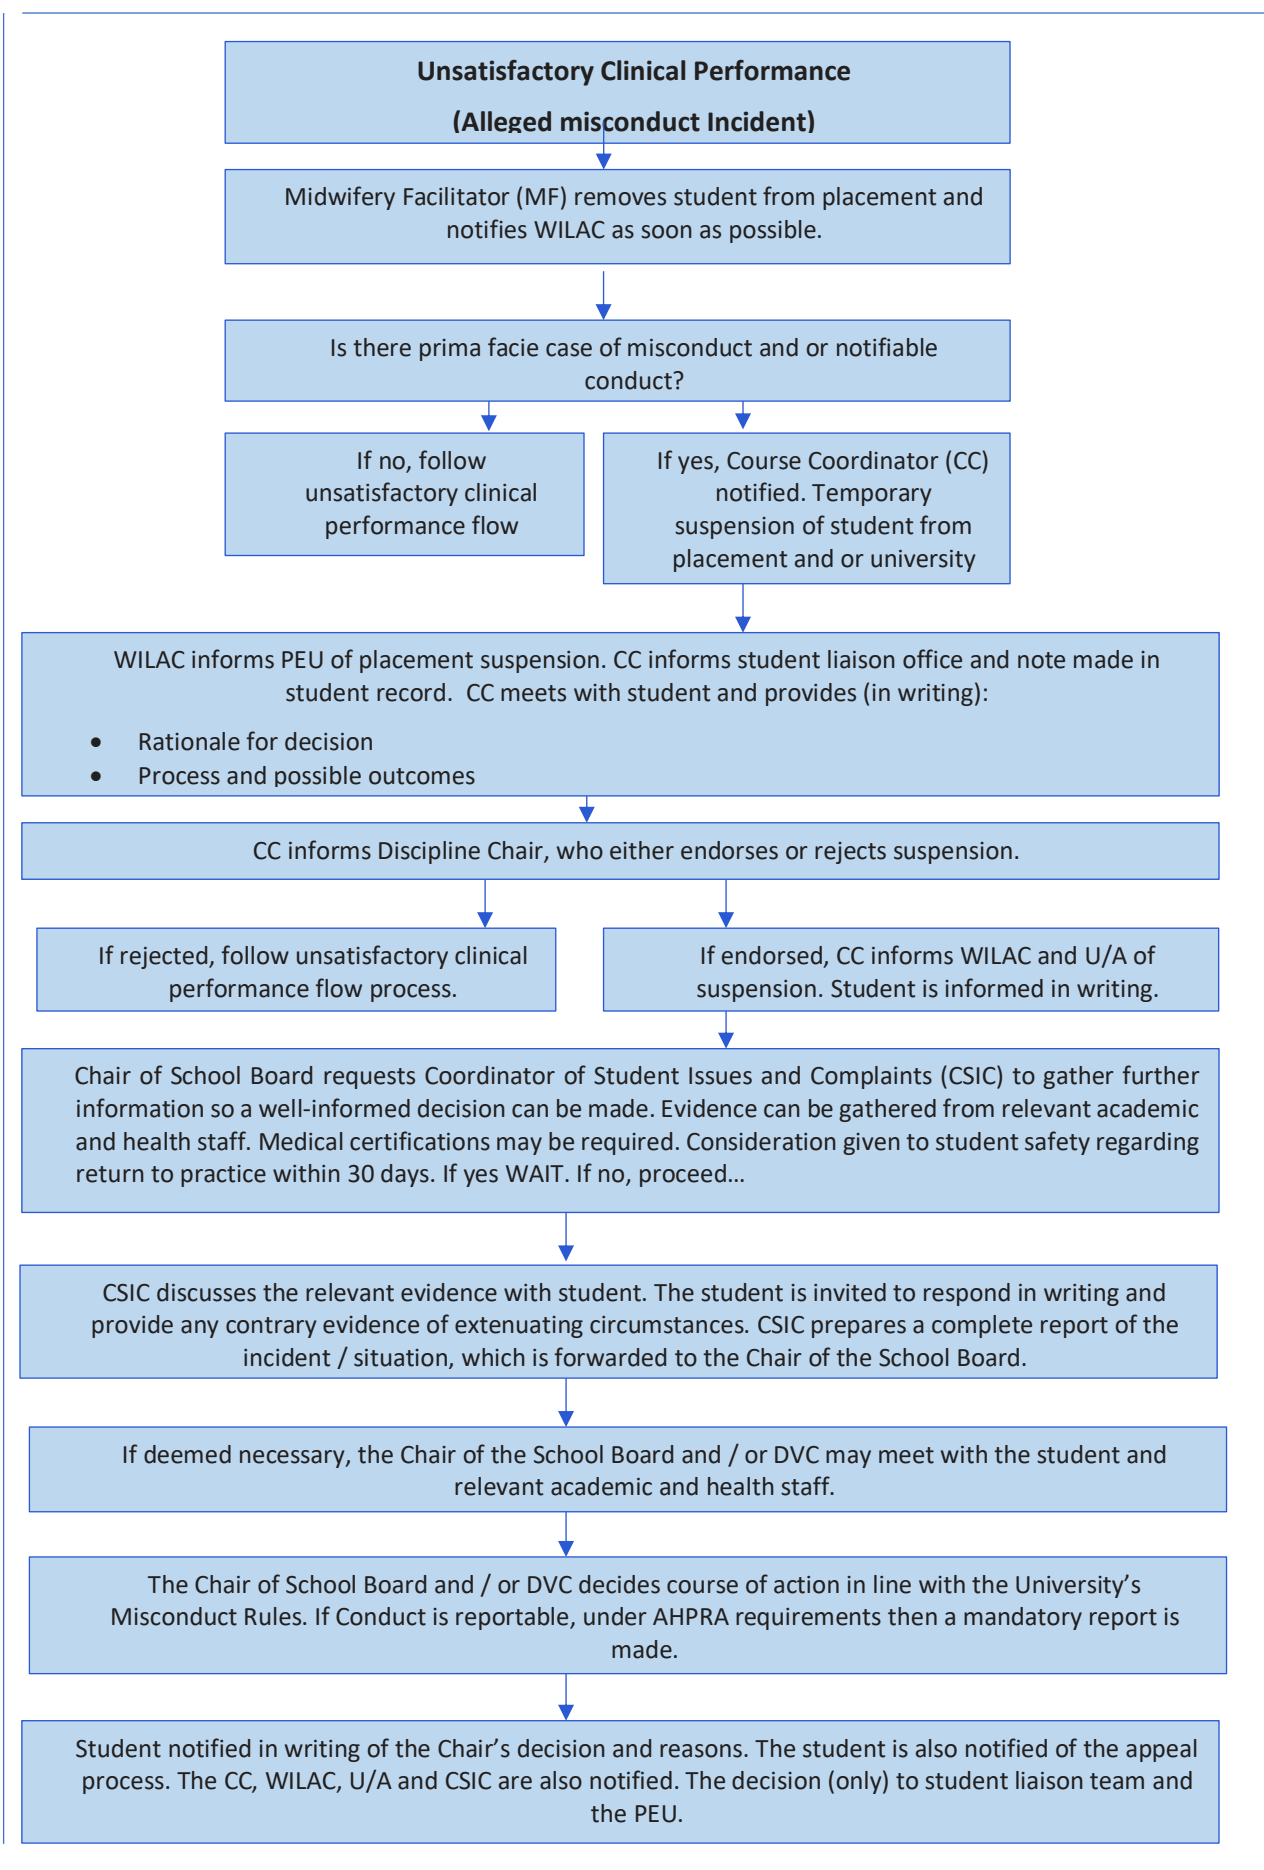 Unsatisfactory Clinical Performance
(Alleged misconduct Incident)
Midwifery Facilitator (MF) removes student from placement and
notifies WILAC as soon as possible.
Is there prima facie case of misconduct and or notifiable
conduct?
If no, follow
unsatisfactory clinical
performance flow
If yes, Course Coordinator (CC)
notified. Temporary
suspension of student from
placement and or university
WILAC informs PEU of placement suspension. CC informs student liaison office and note made in
student record.  CC meets with student and provides (in writing):
• Rationale for decision
• Process and possible outcomes
CC informs Discipline Chair, who either endorses or rejects suspension.
If rejected, follow unsatisfactory clinical
performance flow process.
If endorsed, CC informs WILAC and U/A of
suspension. Student is informed in writing.
Chair of School Board requests Coordinator of Student Issues and Complaints (CSIC) to gather further
information so a well-informed decision can be made. Evidence can be gathered from relevant academic
and health staff. Medical certifications may be required. Consideration given to student safety regarding
return to practice within 30 days. If yes WAIT. If no, proceed…
CSIC discusses the relevant evidence with student. The student is invited to respond in writing and
provide any contrary evidence of extenuating circumstances. CSIC prepares a complete report of the
incident / situation, which is forwarded to the Chair of the School Board.
If deemed necessary, the Chair of the School Board and / or DVC may meet with the student and
relevant academic and health staff.
The Chair of School Board and / or DVC decides course of action in line with the University’s
Misconduct Rules. If Conduct is reportable, under AHPRA requirements then a mandatory report is
made.
Student notified in writing of the Chair’s decision and reasons. The student is also notified of the appeal
process. The CC, WILAC, U/A and CSIC are also notified. The decision (only) to student liaison team and
the PEU.